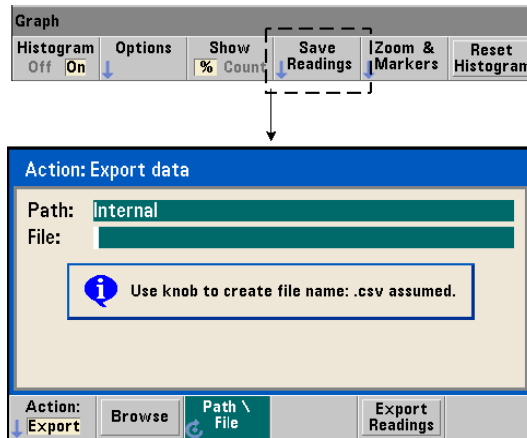 Graph
Histogram Options Show Save Zoom & Reset
Off On % Count Readings Markers Histogram
Action: Export data
Path: Internal
File:
Use knob to create file name: .csv assumed.
Action: Browse Path \ Export
Export File Readings